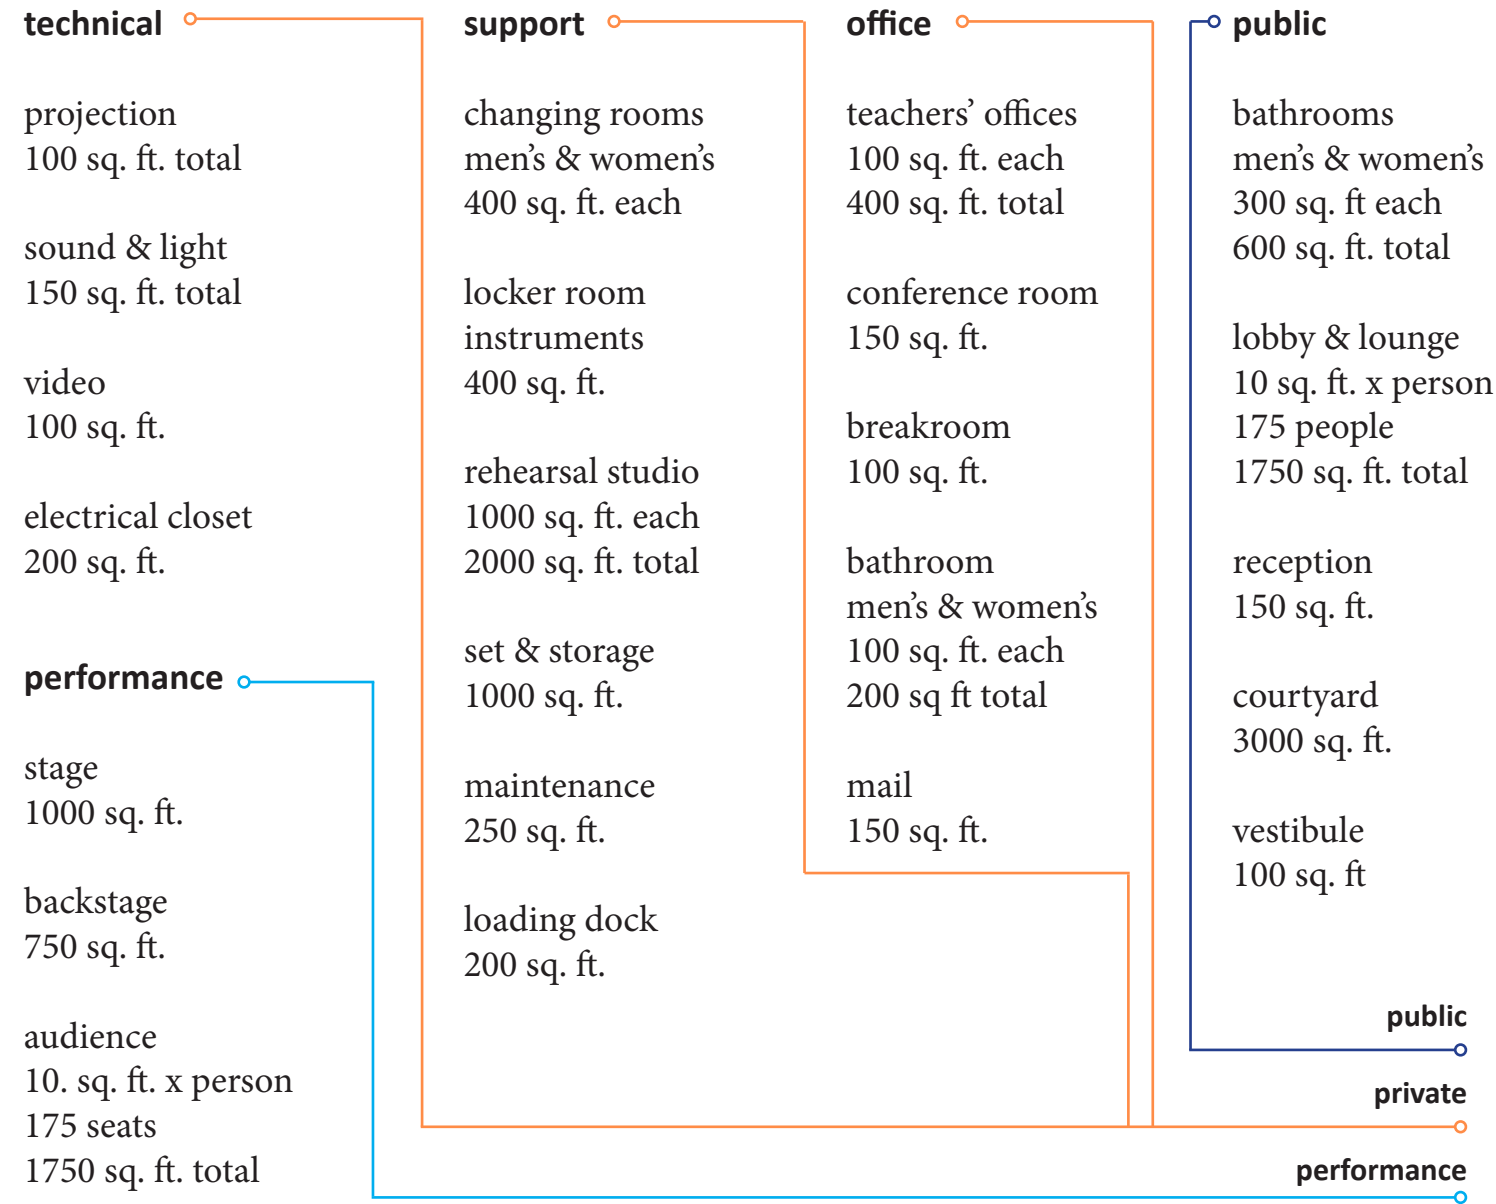 technical
projection
100 sq. ft. total
sound & light
150 sq. ft. total
video
100 sq. ft.
electrical closet
200 sq. ft.
performance
stage
1000 sq. ft.
backstage
750 sq. ft.
audience
10. sq. ft. x person
175 seats
1750 sq. ft. total
support
changing rooms
men's & women's
400 sq. ft. each
locker room
instruments
400 sq. ft.
rehearsal studio
1000 sq. ft. each
2000 sq. ft. total
set & storage
1000 sq. ft.
maintenance
250 sq. ft.
loading dock
200 sq. ft.
office
teachers’ offices
100 sq. ft. each
400 sq. ft. total
conference room
150 sq. ft.
breakroom
100 sq. ft.
bathroom
men's & women's
100 sq. ft. each
200 sq ft total
mail
150 sq. ft.
public
bathrooms
men's & women's
300 sq. ft each
600 sq. ft. total
lobby & lounge
10 sq. ft. x person
175 people
1750 sq. ft. total
reception
150 sq. ft.
courtyard
3000 sq. ft.
vestibule
100 sq. ft
public
private
performance